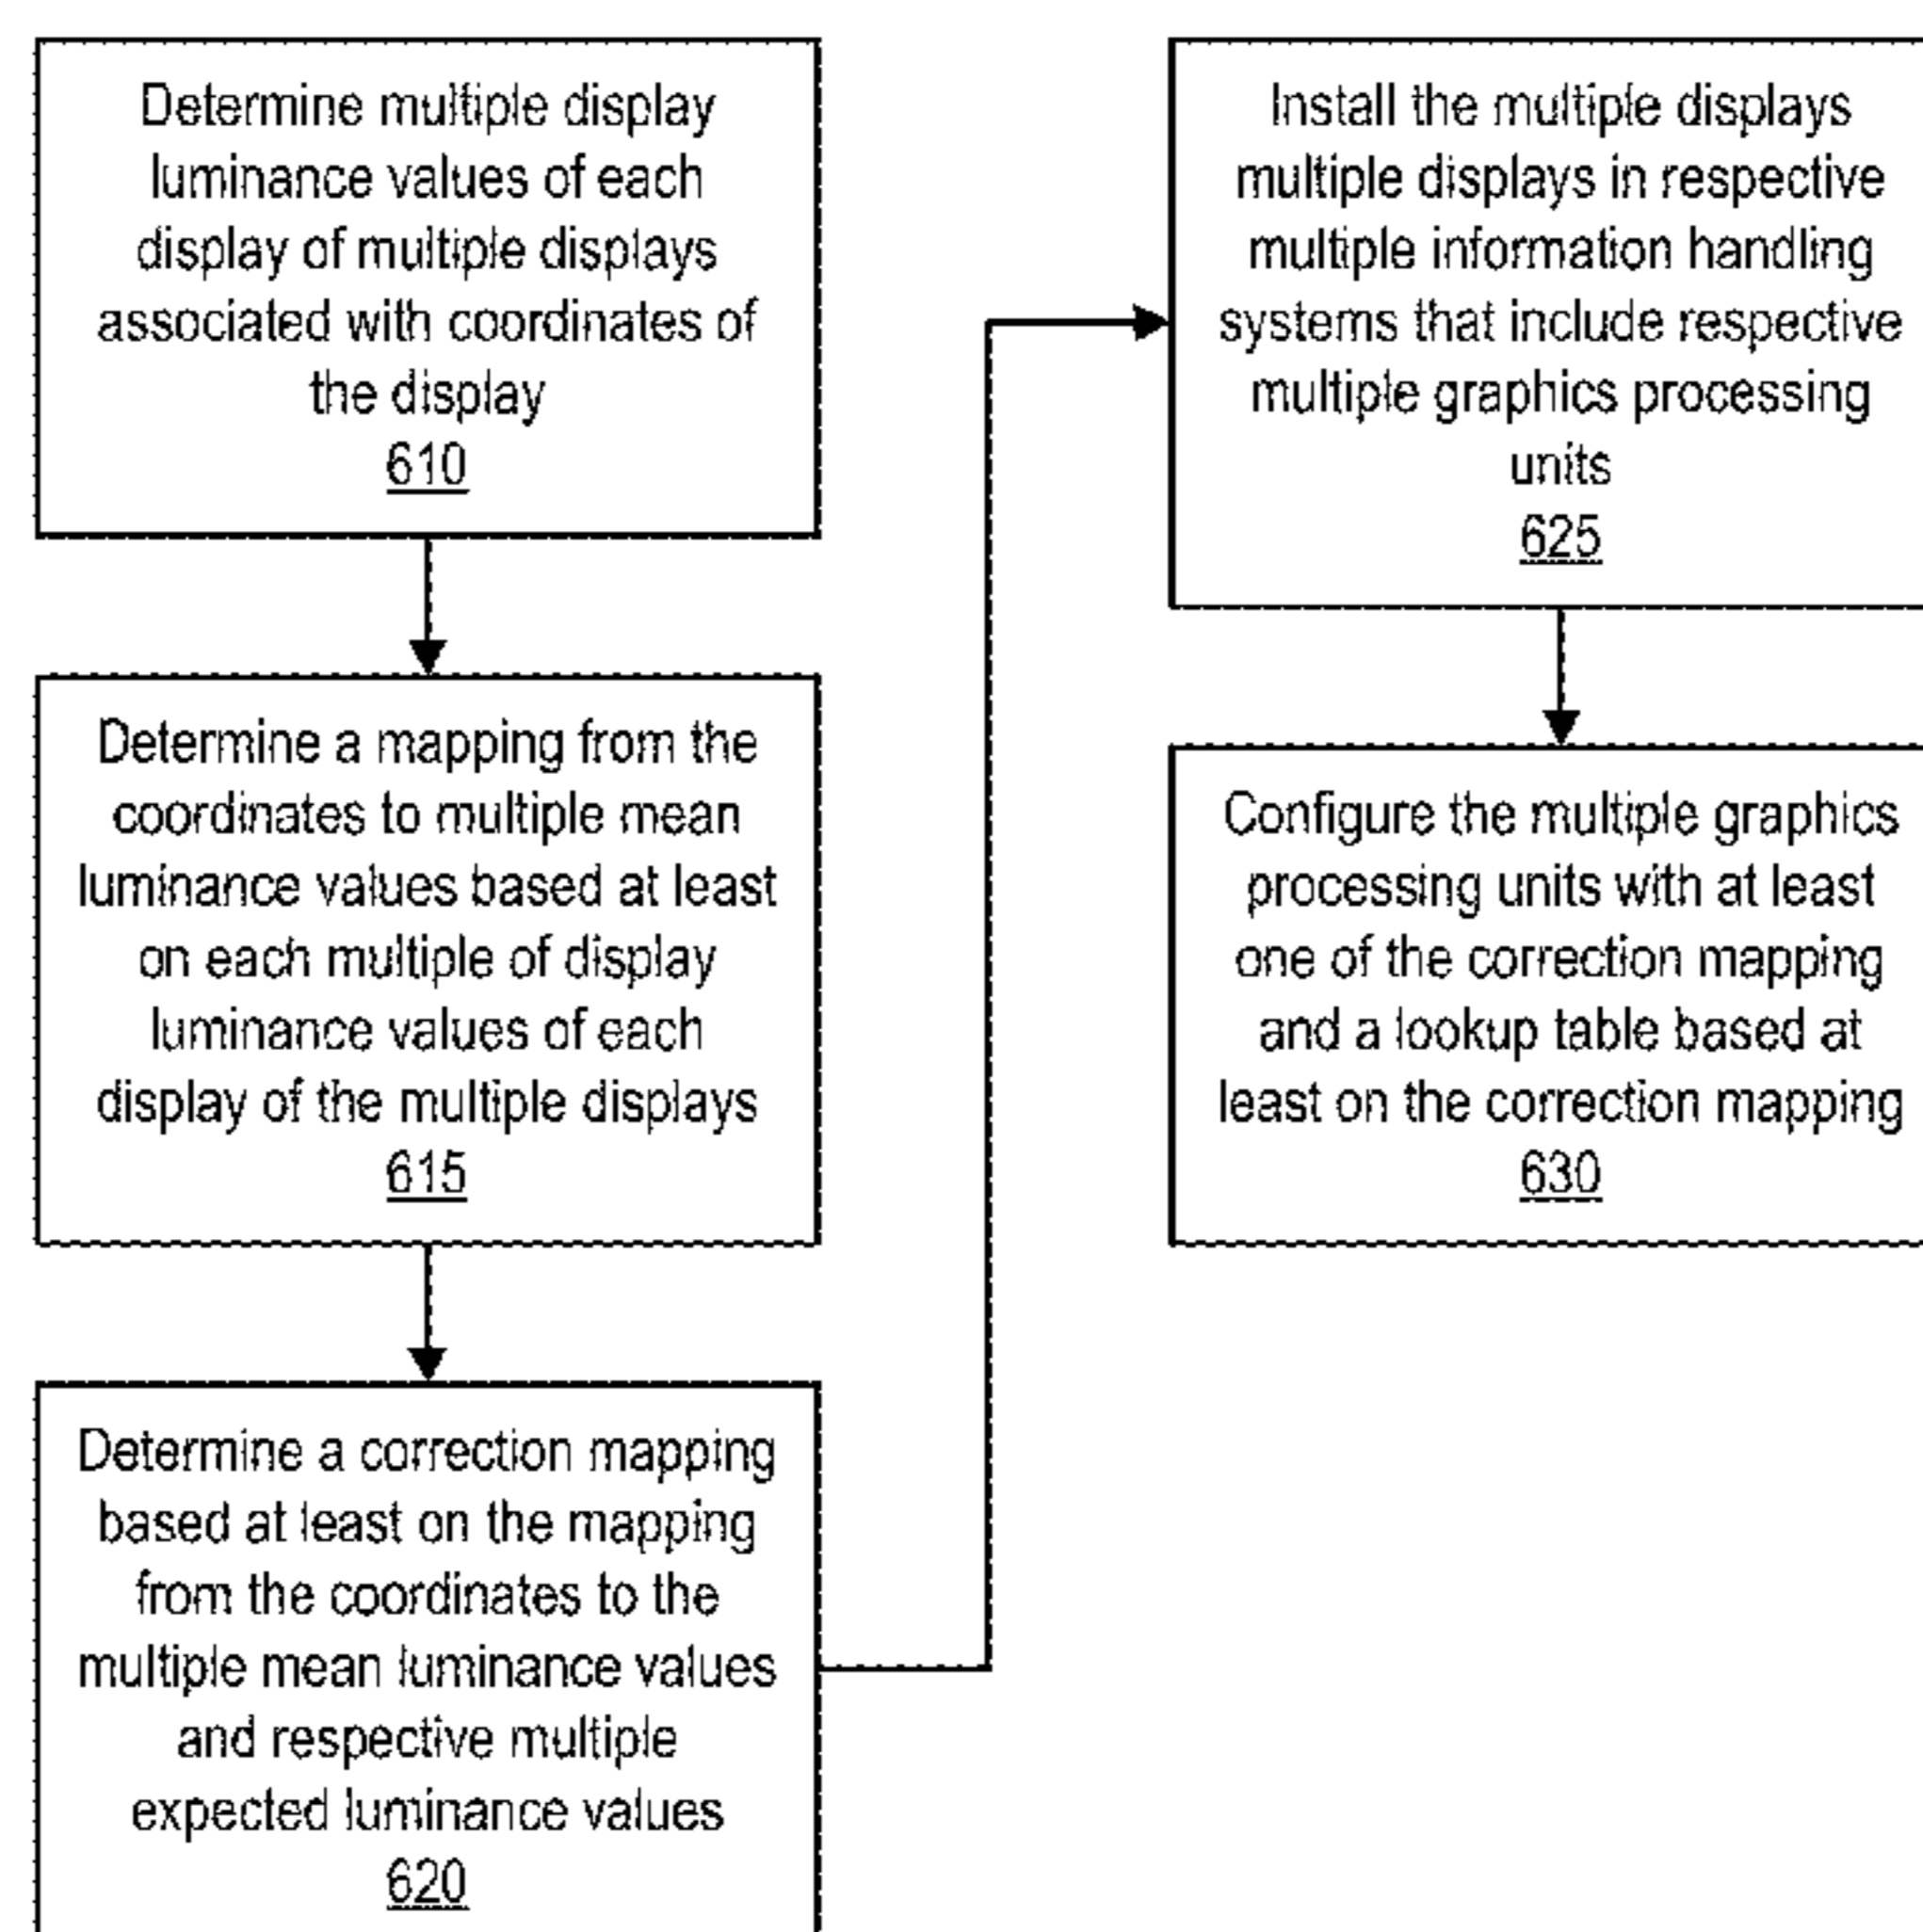 Determine multiple display
luminance values of each
display of multiple displays
associated with coordinates of
the display
610
Determine a mapping from the
coordinates to multiple mean
luminance values based at least
on each multiple of display
luminance values of each
display of the multiple displays
615
Determine a correction mapping
based at least on the mapping
from the coordinates to the
multiple mean luminance values
and respective multiple
expected luminance values
620
Install the multiple displays
multiple displays in respective
multiple information handling
systems that include respective
multiple graphics processing
units
625
Configure the multiple graphics
processing units with at least
one of the correction mapping
and a lookup table based at
least on the correction mapping
630